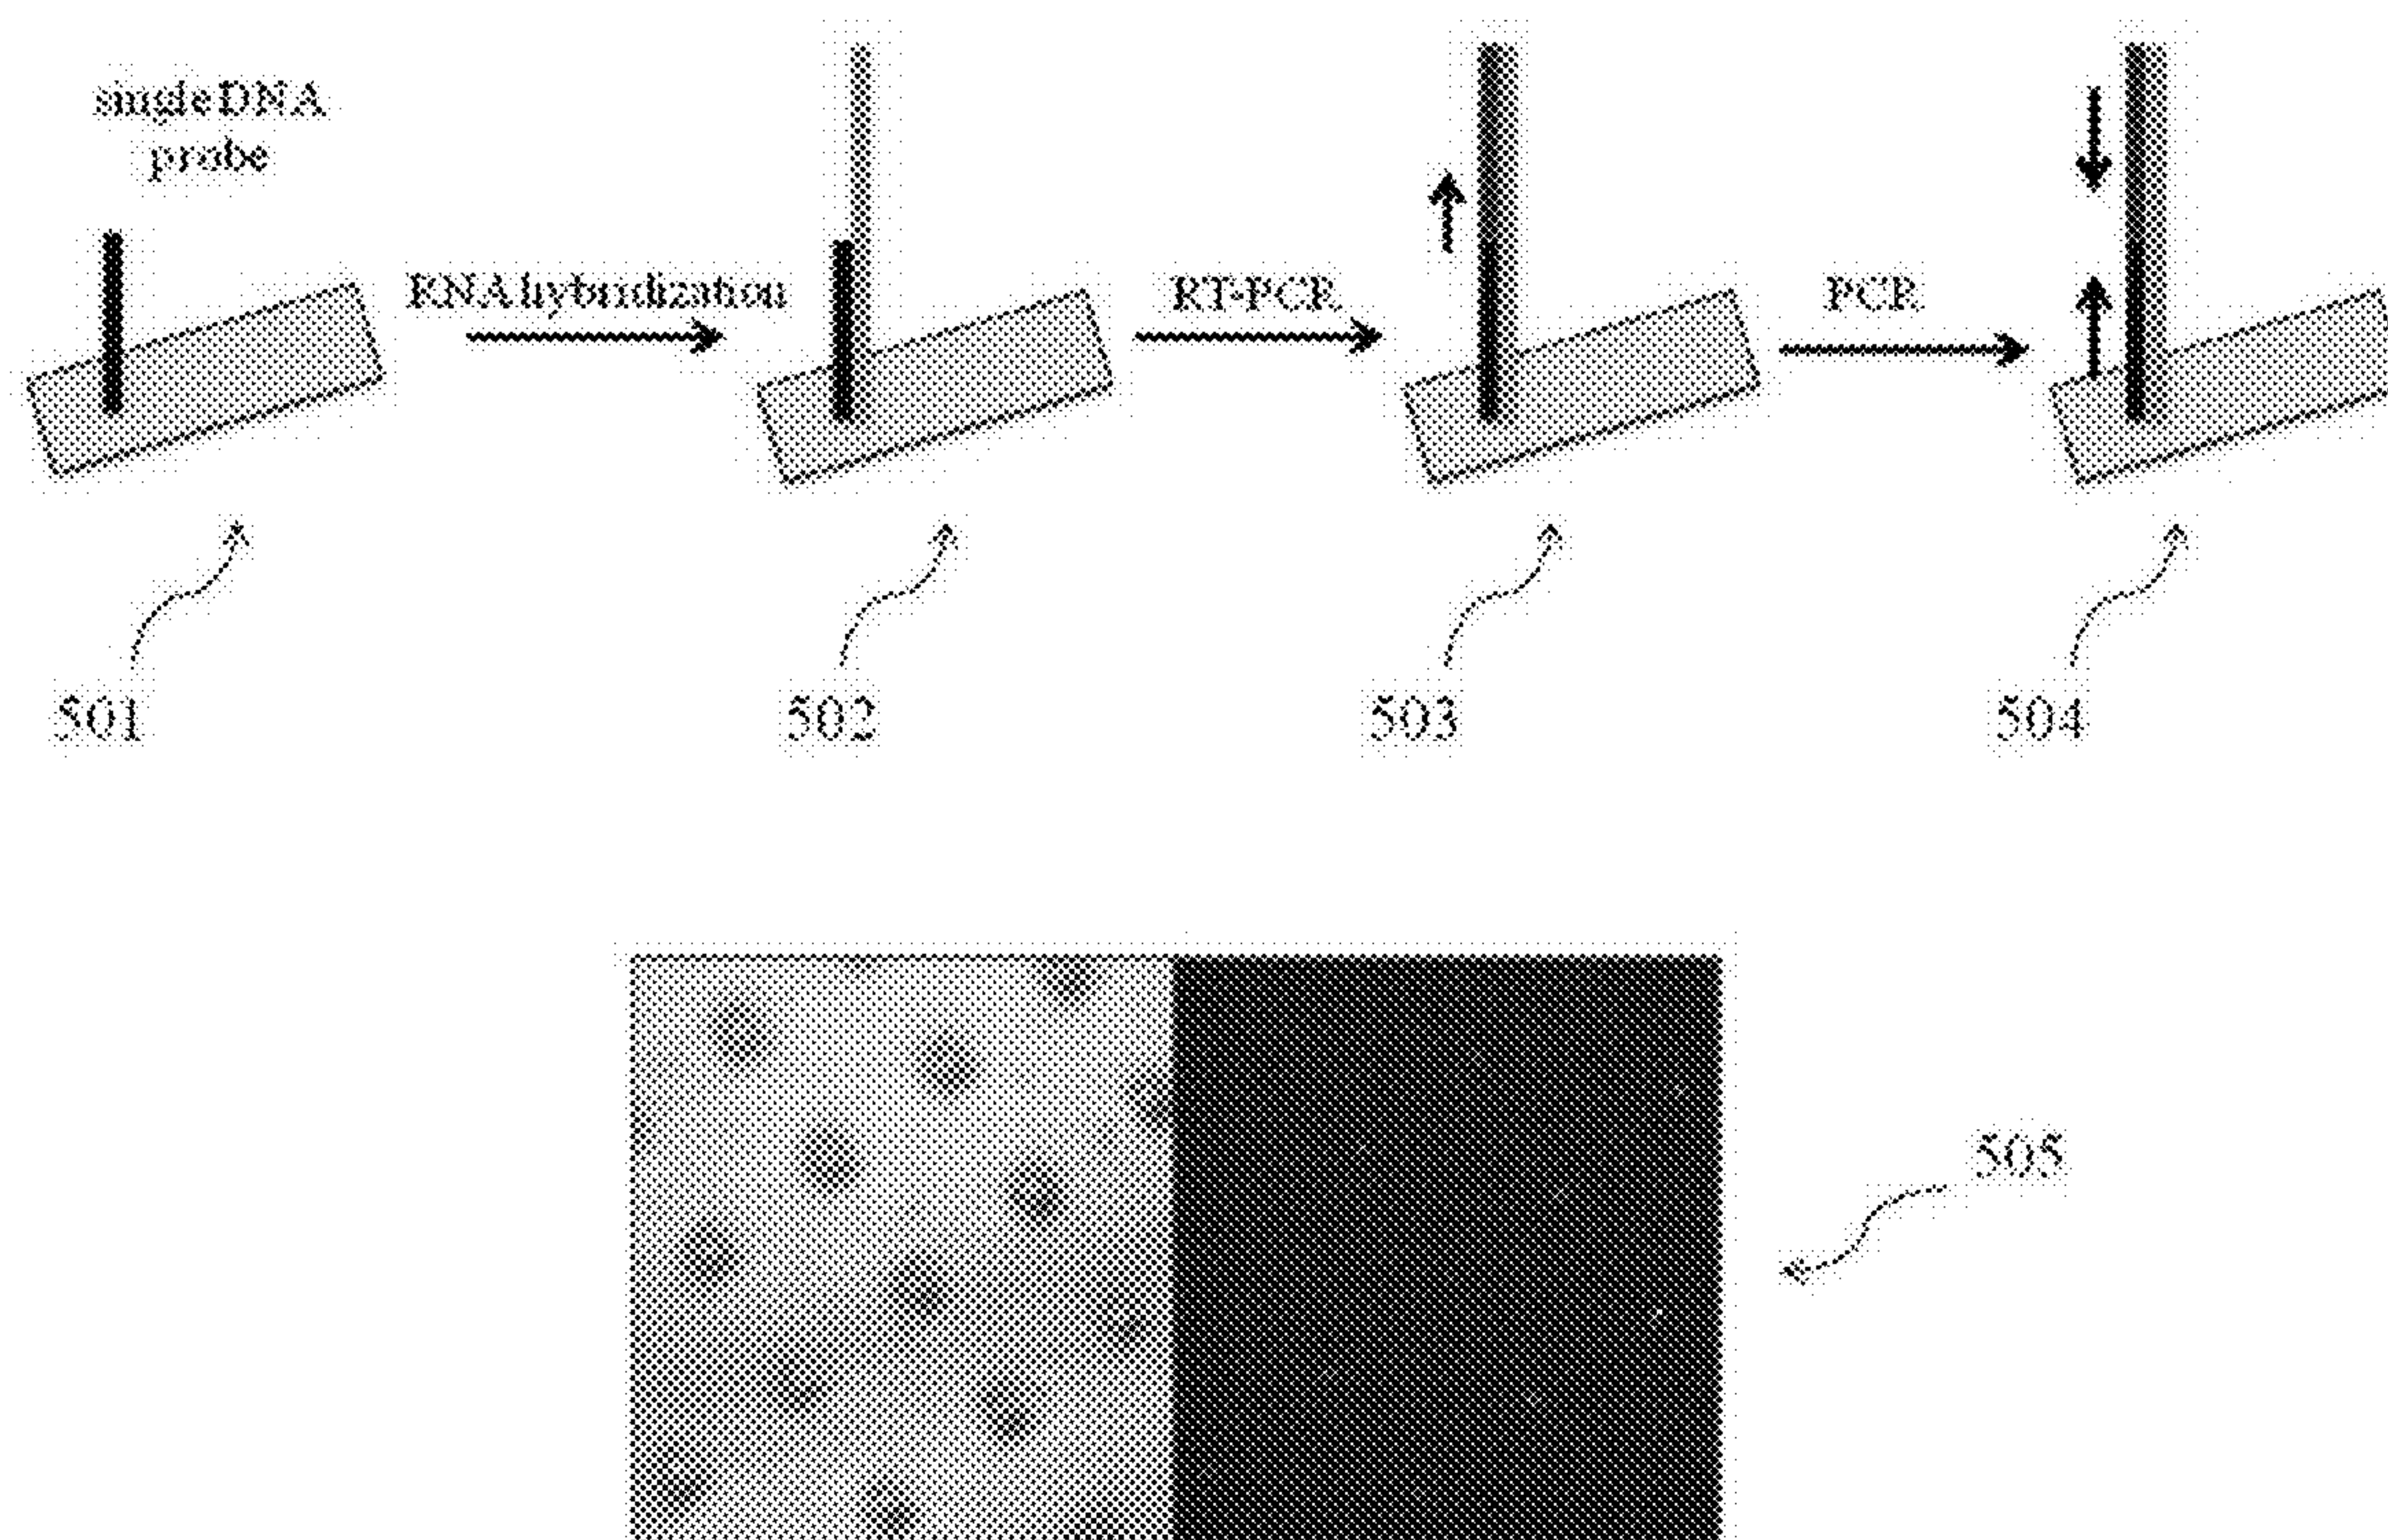 single DNA
probe
RNA hybridization
RT-PCR
PCR
501
502
503
504
505